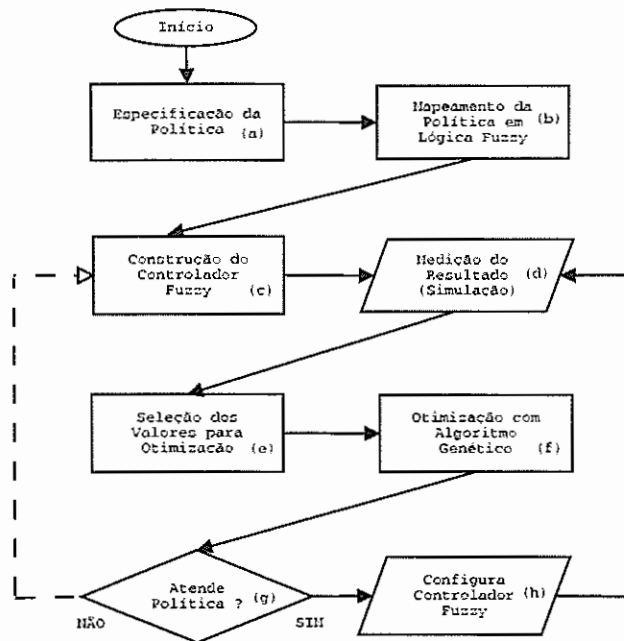 Início
Especificação da
Política (a)
Mapeamento da
Política em (b)
Lógica Fuzzy
Construção do
Controlador
Fuzzy (c)
Medição do
Resultado (d)
(Simulação)
Seleção dos
Valores para
Otimização (e)
Otimização com
Algoritmo
Genético (f)
Atende
Política ? (g)
NÃO
SIM
Configura
Controlador (h)
Fuzzy